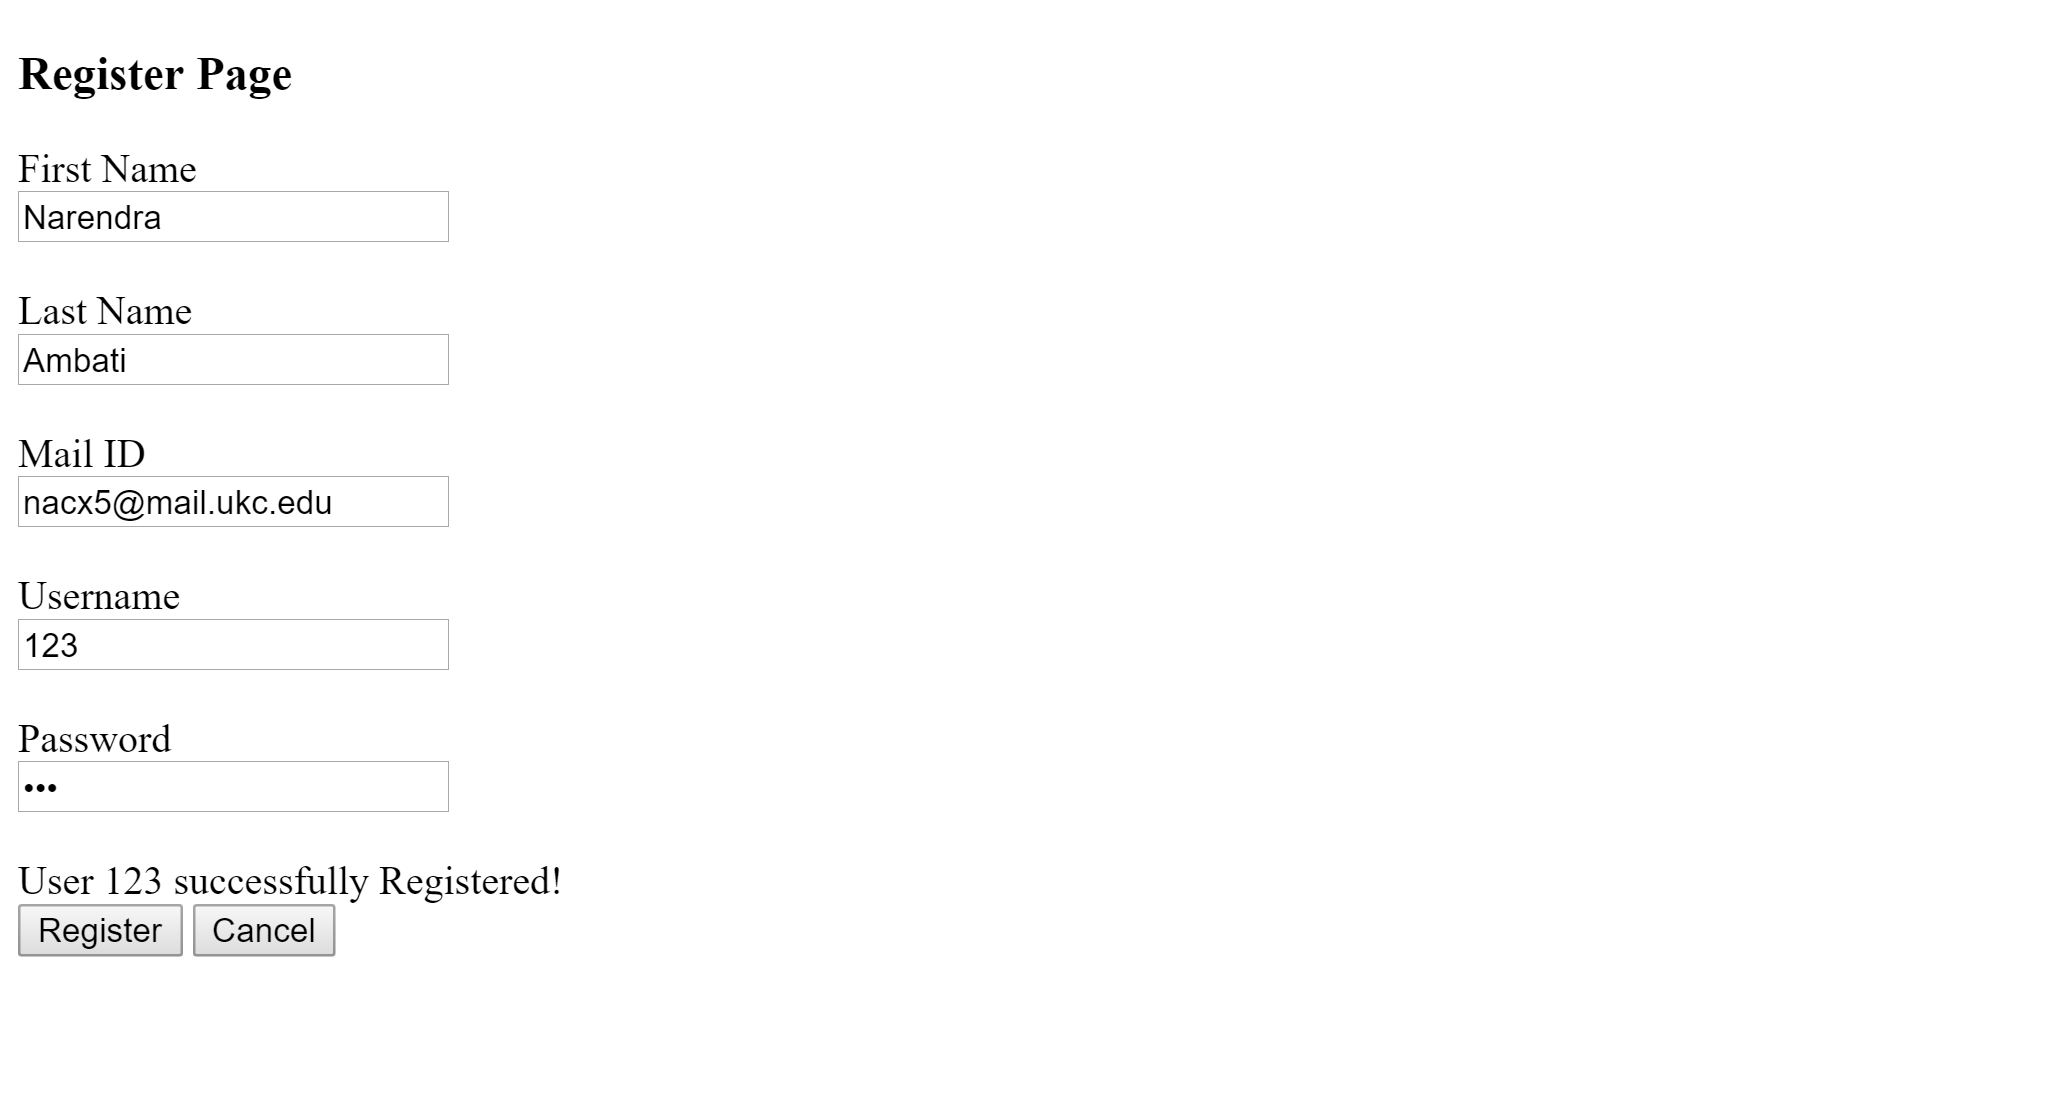 Register Page
First Name
Narendra
Last Name
Ambati
Mail ID
nacx5@mail.ukc.edu
Username
123
Password
•••
User 123 successfully Registered!
Register Cancel